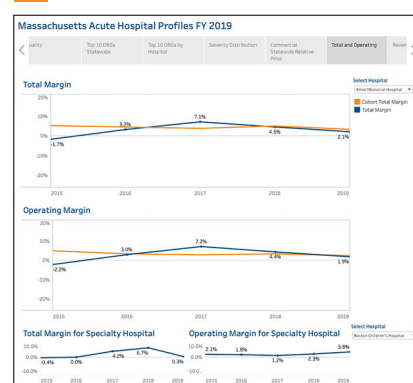 Massachusetts Acute Hospital Profiles FY 2019
uality
Top 10 DRGs Statewide
Top 10 DRGs by Hospital
Severity Distribution
Commercial Statewide Relative Price
Total and Operating
Reven
Total Margin
Select Hospital
Athol Memorial Hospital
Cohort Total Margin
Total Margin
20%
10%
0%
-10%
-20%
-1.7%
3.2%
7.1%
4.5%
2.1%
2015 2016 2017 2018 2019
Operating Margin
20%
10%
0%
-10%
-20%
-2.2%
3.0%
7.2%
4.4%
1.9%
2015 2016 2017 2018 2019
Total Margin for Specialty Hospital
10.0%
0.0%
-10.0%
-0.4% 0.0% 4.2% 6.7% 0.3%
2015 2016 2017 2018 2019
Operating Margin for Specialty Hospital
10.0%
0.0%
-10.0..
2.1% 1.8% 1.2% 2.3% 3.8%
2015 2016 2017 2018 2019
Select Hospital
Boston Children's Hospital